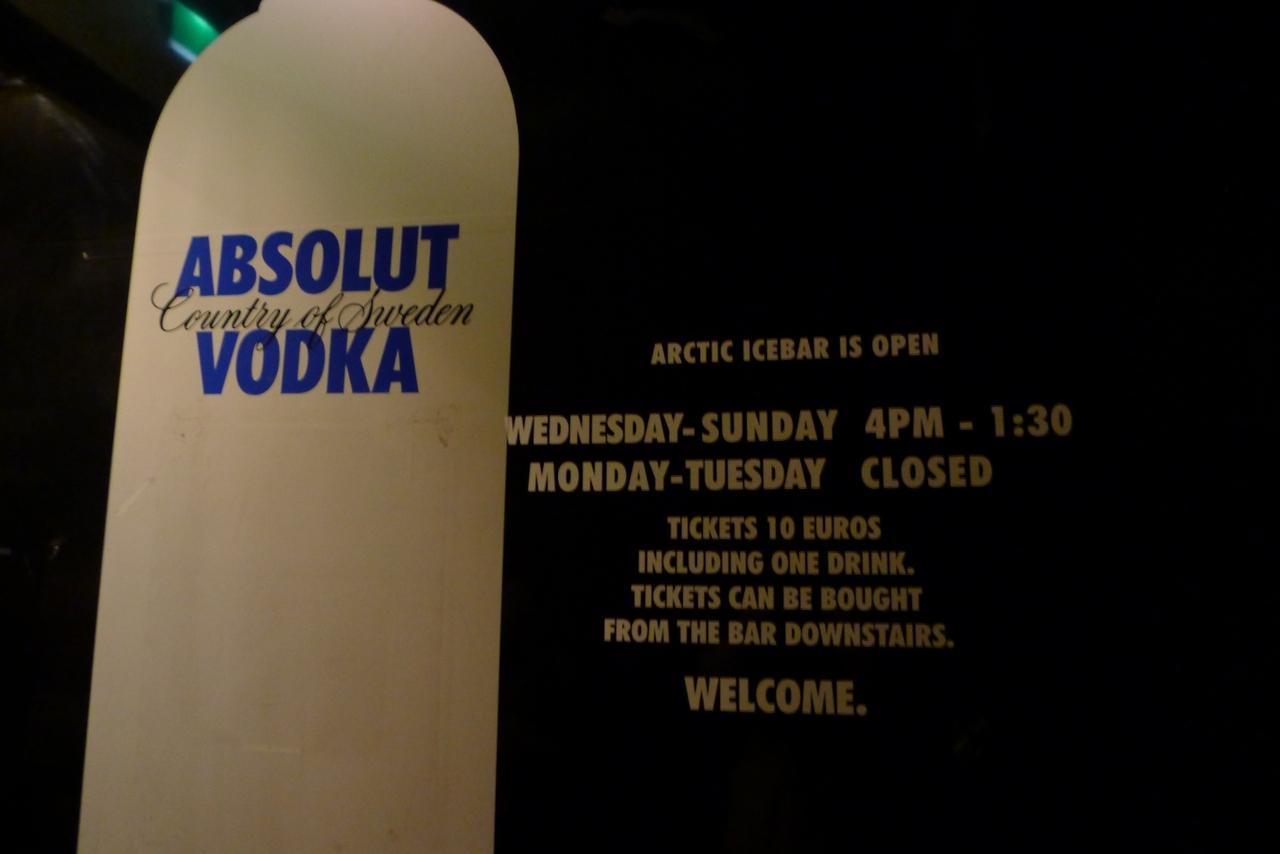 ABSOLUT
Country of Sweden
VODKA
ARCTIC ICEBAR IS OPEN
WEDNESDAY-SUNDAY 4PM - 1:30
MONDAY-TUESDAY CLOSED
TICKETS 10 EUROS
INCLUDING ONE DRINK.
TICKETS CAN BE BOUGHT
FROM THE BAR DOWNSTAIRS.
WELCOME.